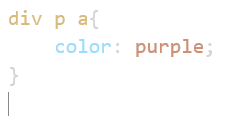 div p a{
    color: purple;
}